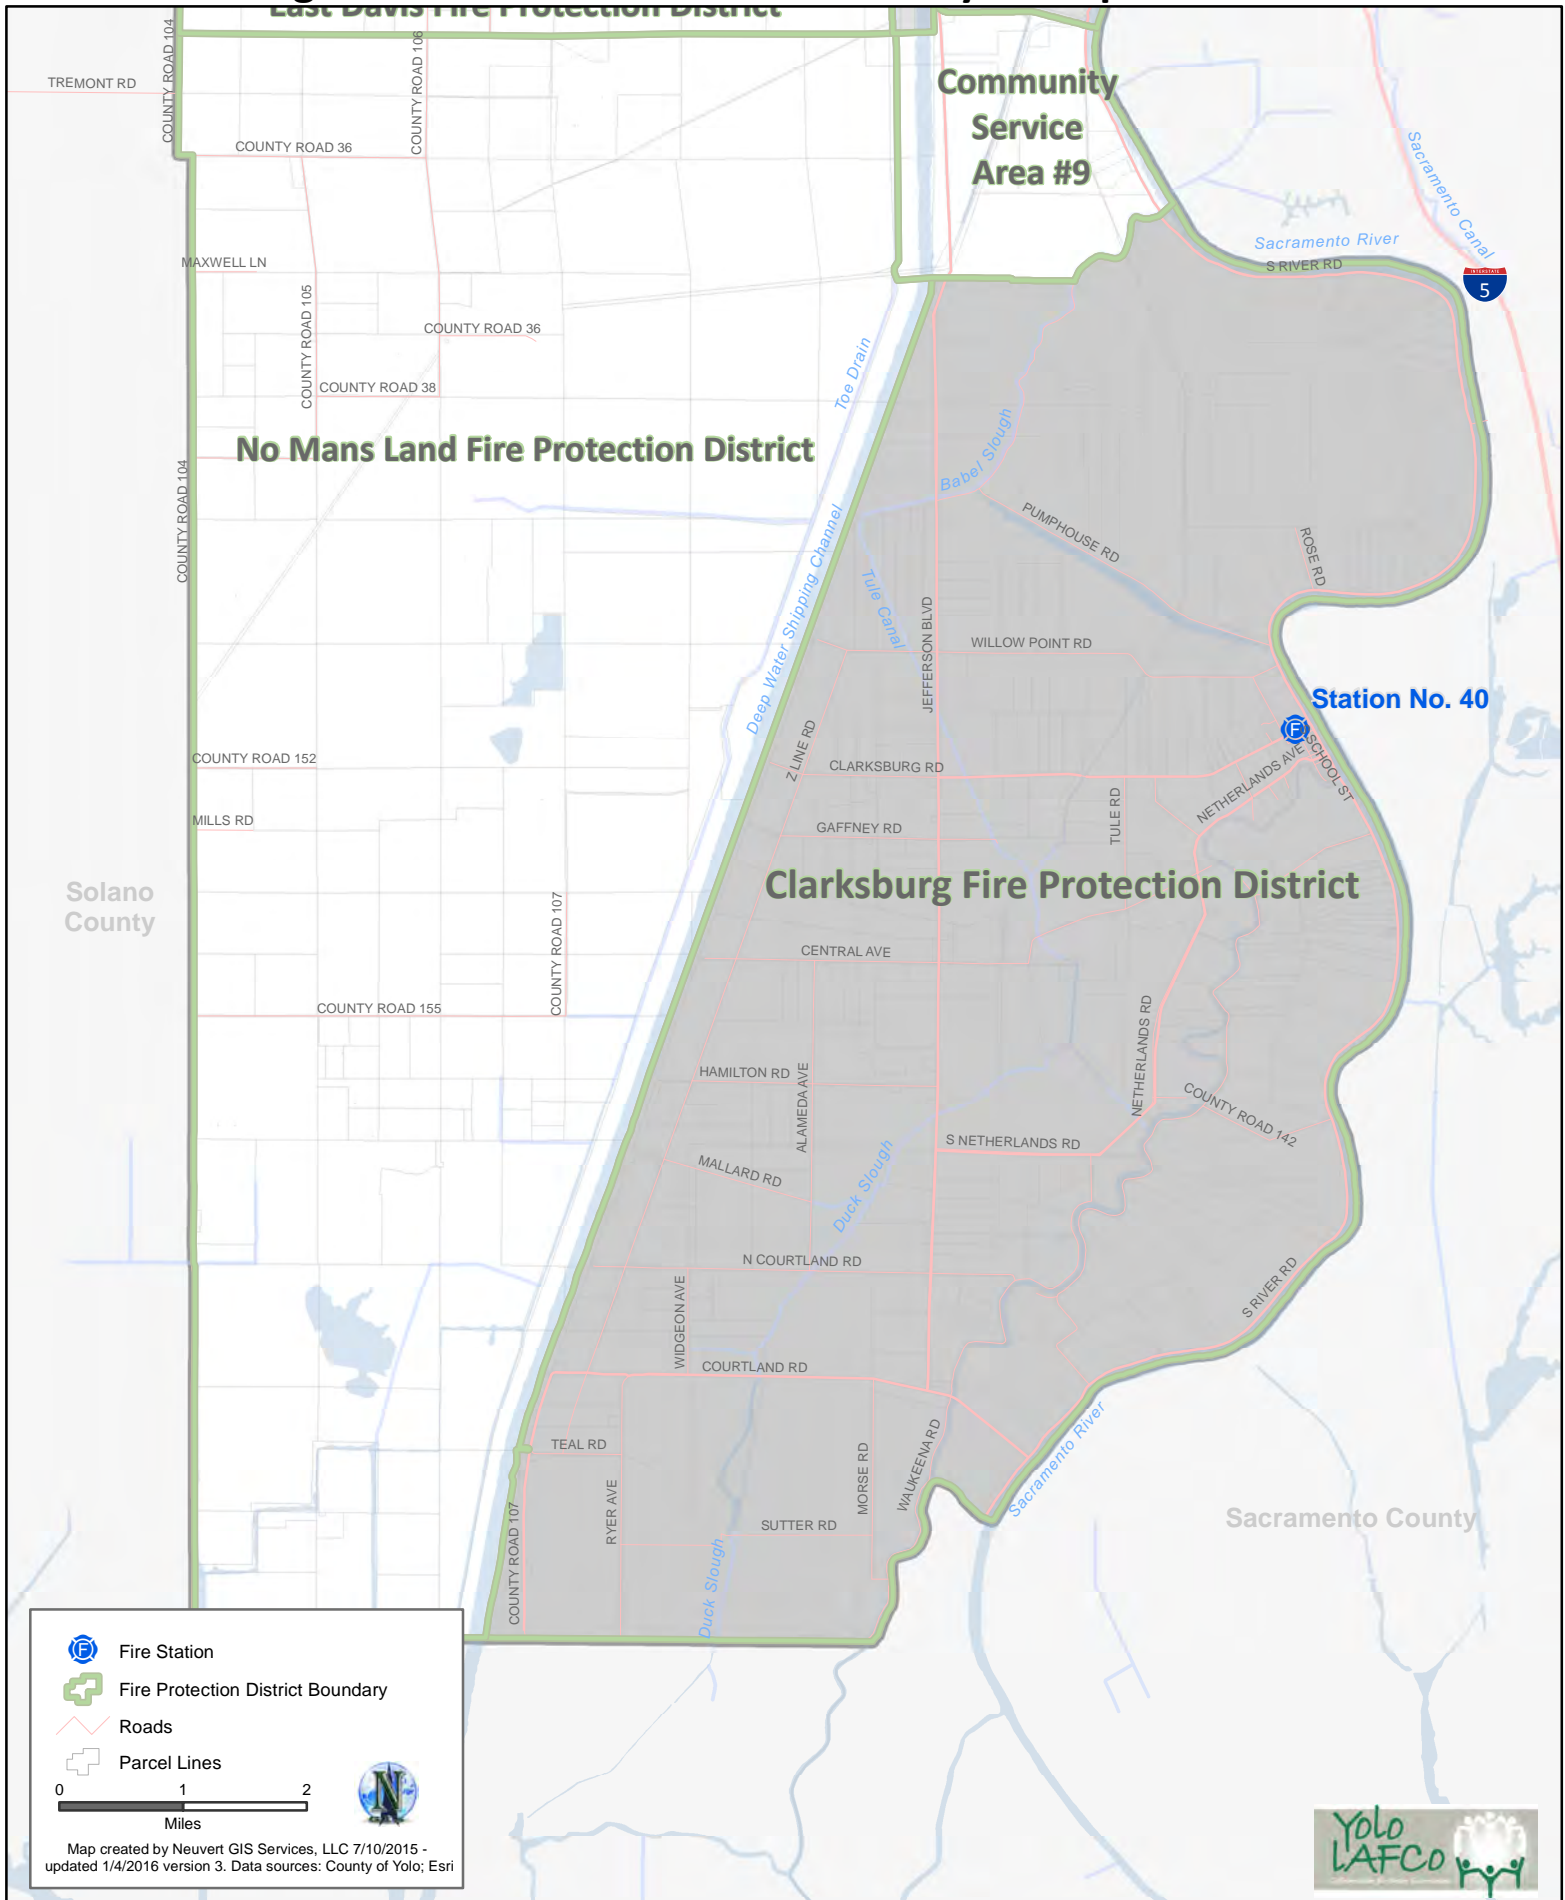 East Davis Fire Protection District
COUNTY ROAD 104
COUNTY ROAD 106
TREMONT RD
COUNTY ROAD 36
Community
Service
Area #9
Sacramento Canal
Sacramento River
S RIVER RD
INTERSTATE
5
MAXWELL LN
COUNTY ROAD 105
COUNTY ROAD 36
COUNTY ROAD 38
Toe Drain
No Mans Land Fire Protection District
Babel Slough
COUNTY ROAD 104
Deep Water Shipping Channel
PUMPHOUSE RD
ROSE RD
Tule Canal
JEFFERSON BLVD
WILLOW POINT RD
Station No. 40
F
SCHOOL ST
NETHERLANDS AVE
Z LINE RD
CLARKSBURG RD
COUNTY ROAD 152
TULE RD
MILLS RD
GAFFNEY RD
Clarksburg Fire Protection District
Solano
County
COUNTY ROAD 107
CENTRAL AVE
COUNTY ROAD 155
NETHERLANDS RD
HAMILTON RD
ALAMEDA AVE
COUNTY ROAD 142
S NETHERLANDS RD
MALLARD RD
Duck Slough
N COURTLAND RD
S RIVER RD
WIDGEON AVE
COURTLAND RD
TEAL RD
MORSE RD
WAUKEENA RD
Sacramento River
RYER AVE
COUNTY ROAD 107
SUTTER RD
Sacramento County
Duck Slough
F
Fire Station
Fire Protection District Boundary
Roads
Parcel Lines
0 1 2
Miles
N
Map created by Neuvert GIS Services, LLC 7/10/2015 -
updated 1/4/2016 version 3. Data sources: County of Yolo; Esri
YOLO
LAFCo